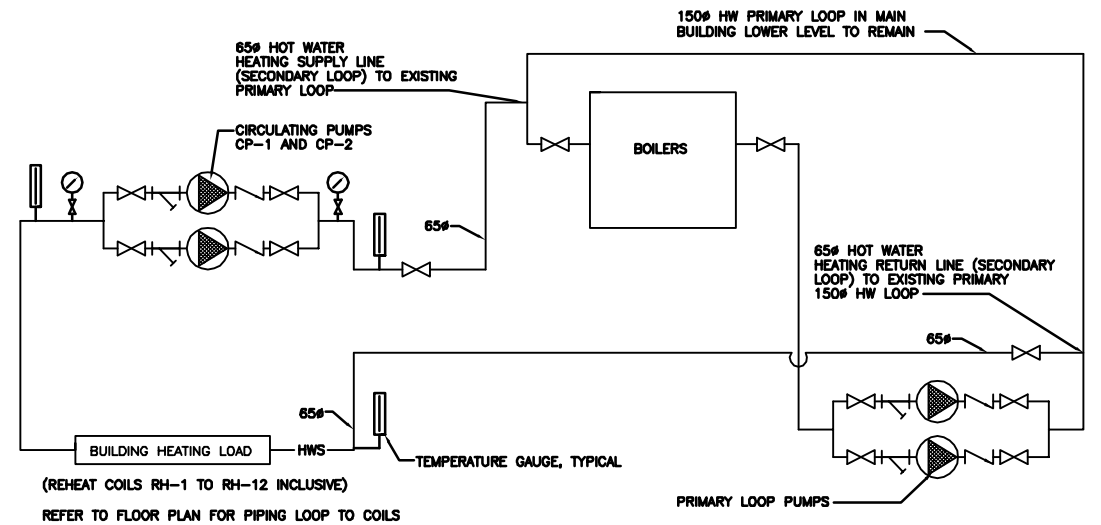 150ø HW PRIMARY LOOP IN MAIN
BUILDING LOWER LEVEL TO REMAIN
65ø HOT WATER
HEATING SUPPLY LINE
(SECONDARY LOOP) TO EXISTING
PRIMARY LOOP
CIRCULATING PUMPS
CP-1 AND CP-2
BOILERS
65ø
65ø HOT WATER
HEATING RETURN LINE (SECONDARY
LOOP) TO EXISTING PRIMARY
150ø HW LOOP
65ø
65ø
BUILDING HEATING LOAD
HWS
TEMPERATURE GAUGE, TYPICAL
(REHEAT COILS RH-1 TO RH-12 INCLUSIVE)
REFER TO FLOOR PLAN FOR PIPING LOOP TO COILS
PRIMARY LOOP PUMPS